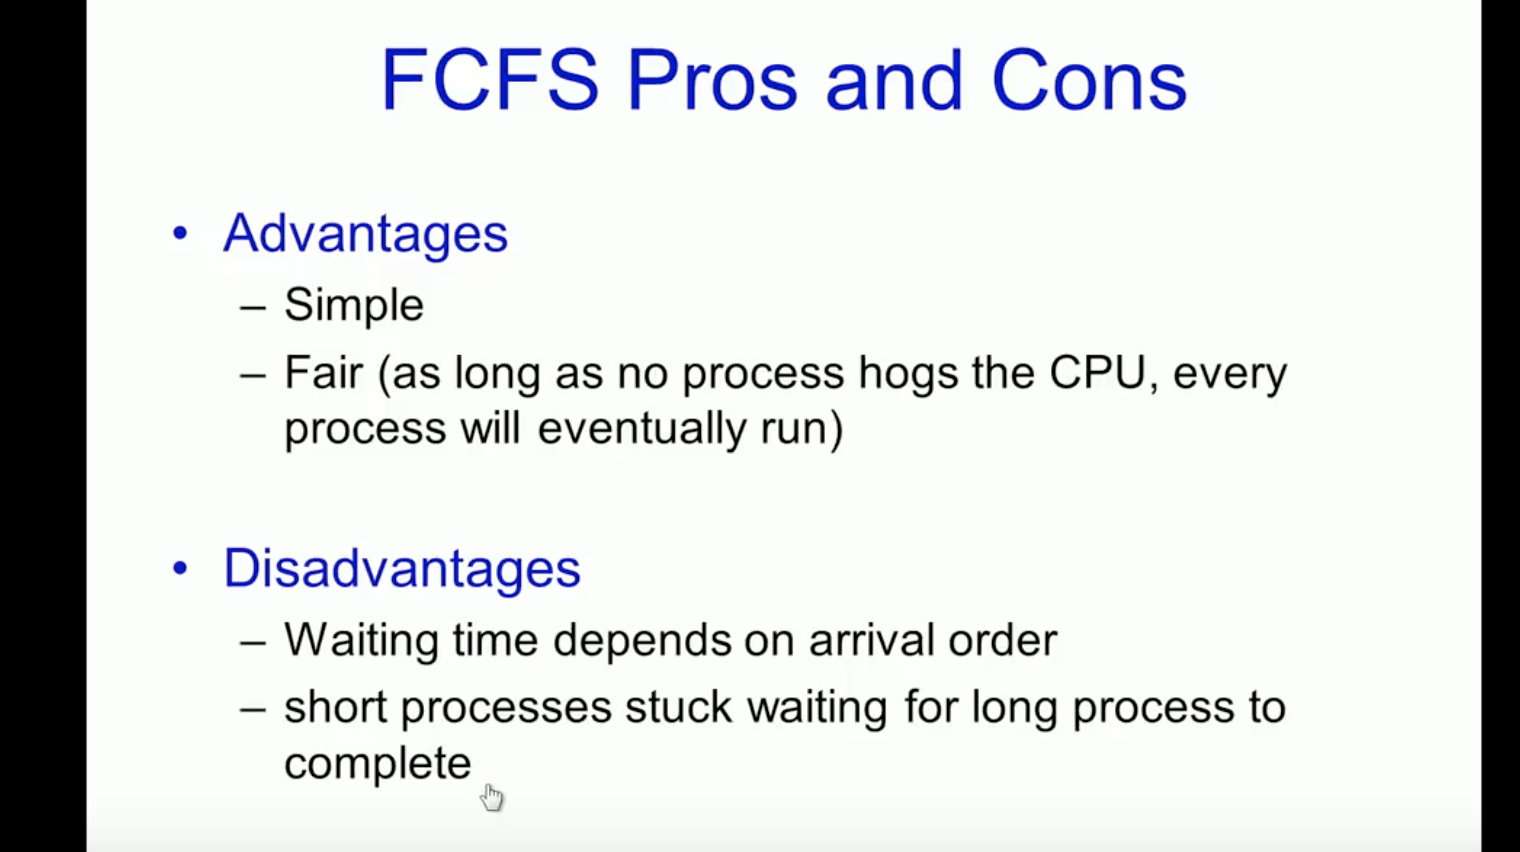 FCFS Pros and Cons
• Advantages
– Simple
– Fair (as long as no process hogs the CPU, every
process will eventually run)
• Disadvantages
– Waiting time depends on arrival order
– short processes stuck waiting for long process to
complete